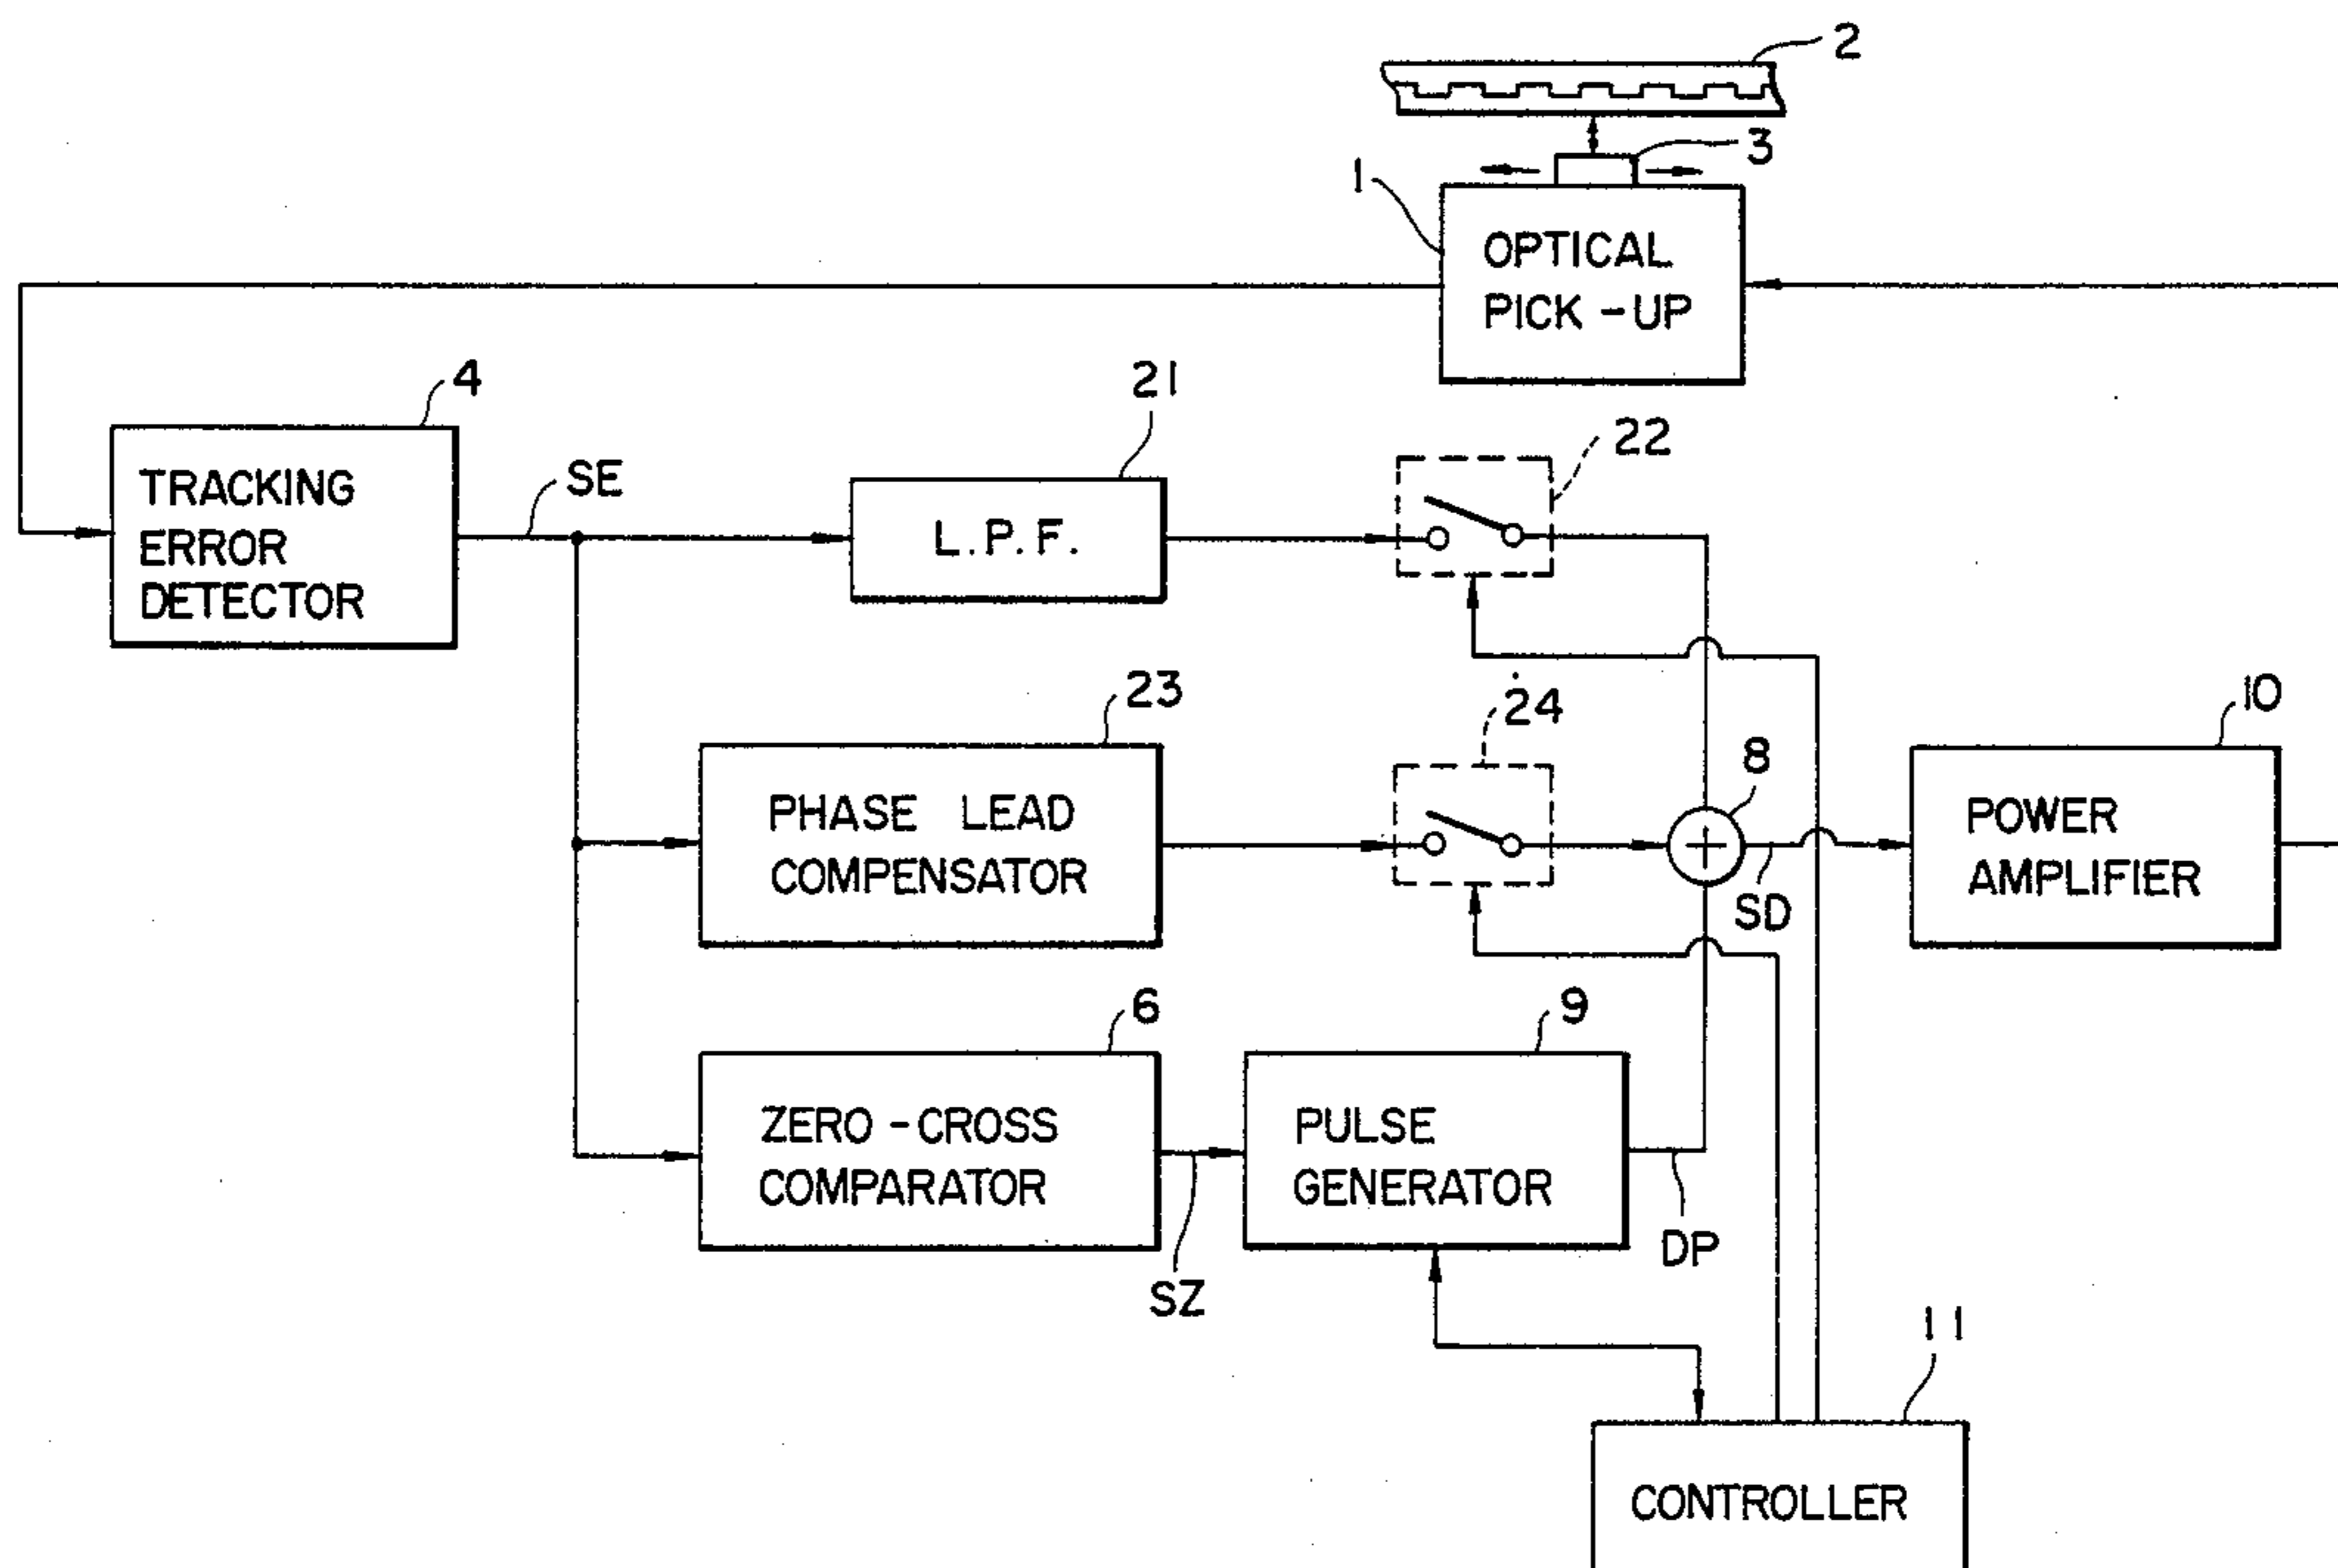 2
3
1
OPTICAL
PICK-UP
4
21
22
SE
TRACKING
ERROR
DETECTOR
L.P.F.
23
24
10
8
PHASE LEAD
COMPENSATOR
POWER
AMPLIFIER
SD
6
9
ZERO-CROSS
COMPARATOR
PULSE
GENERATOR
DP
SZ
11
CONTROLLER